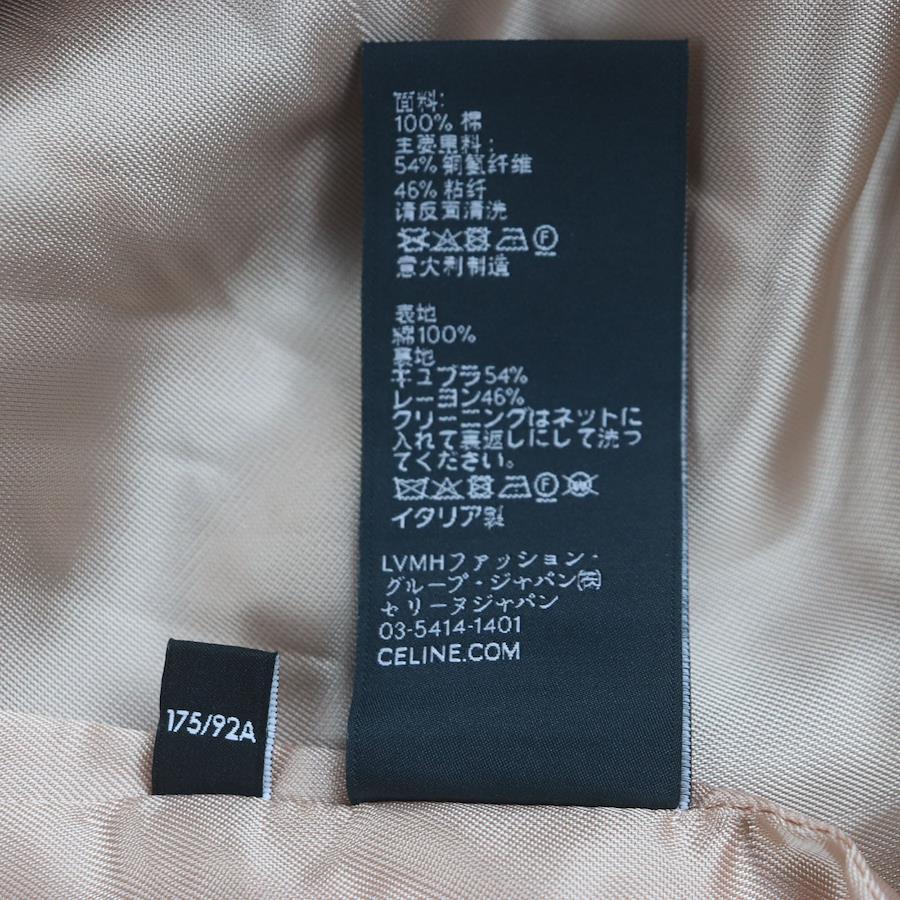 面料:
100% 棉
主要里料:
54% 铜氨纤维
46% 粘纤
请反面清洗
F
意大利制造
表地
綿100%
裏地
キュプラ54%
レーヨン46%
クリーニングはネットに
入れて裏返しにして洗っ
てください。
F
イタリア製
LVMHファッション・
グループ・ジャパン㈱
セリーヌジャパン
03-5414-1401
CELINE.COM
175/92A